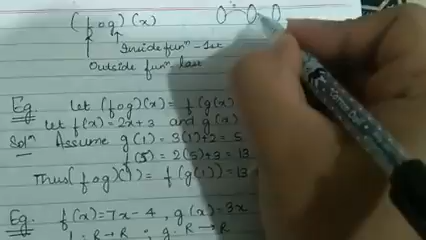 (fog)(x)
Inside funⁿ - 1st
Outside funⁿ - last
Eg. Let (fog)(x) = f(g(x)
let f(x) = 2x+3 and g(x)
Solⁿ Assume g(1) = 3(1)+2 = 5
f(5) = 2(5)+3 = 13
Thus (fog)(1) = f(g(1)) = 13
Eg. f(x) = 7x-4, g(x) = 3x
f: R→R ; g: R→R